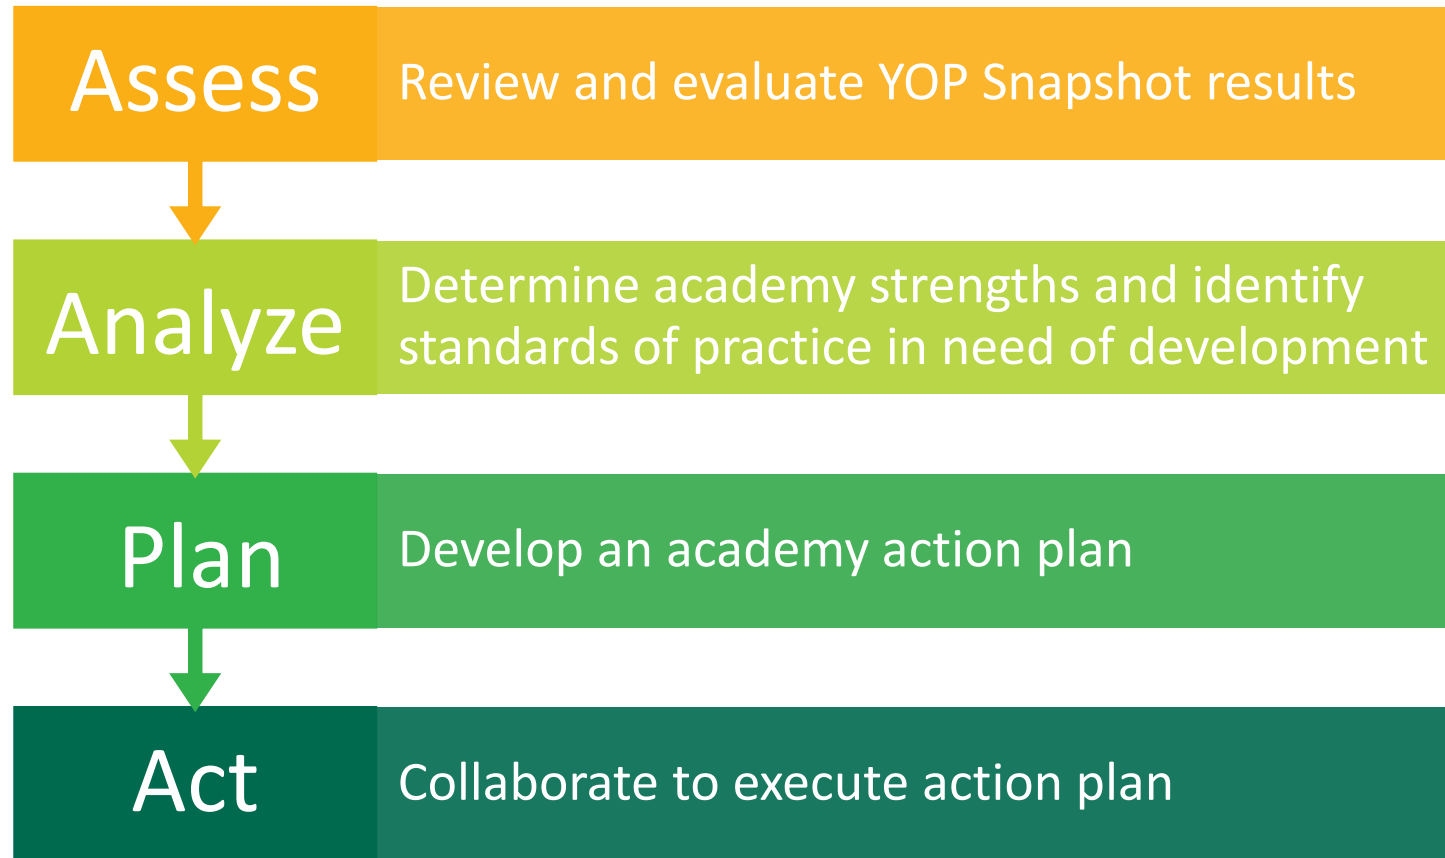 Assess
Review and evaluate YOP Snapshot results
Analyze
Determine academy strengths and identify
standards of practice in need of development
Plan
Develop an academy action plan
Act
Collaborate to execute action plan